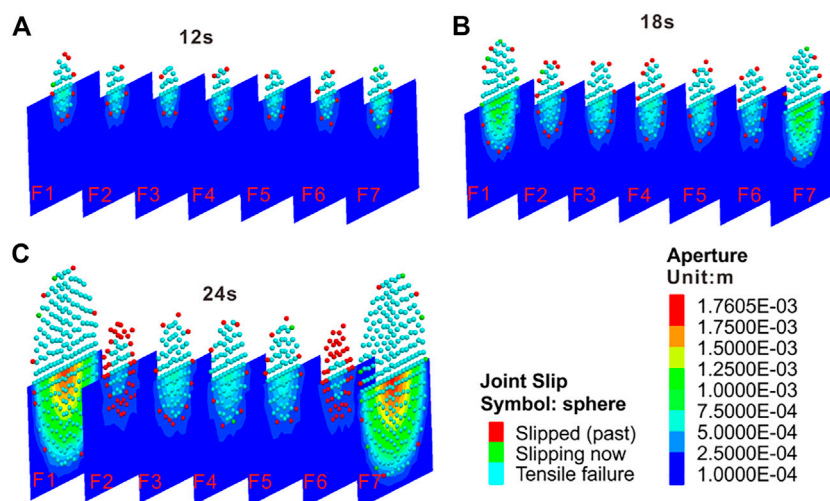 A
12s
F1 F2 F3 F4 F5 F6 F7
B
18s
F1 F2 F3 F4 F5 F6 F7
C
24s
F1 F2 F3 F4 F5 F6 F7
Joint Slip
Symbol: sphere
Slipped (past)
Slipping now
Tensile failure
Aperture
Unit:m
1.7605E-03
1.7500E-03
1.5000E-03
1.2500E-03
1.0000E-03
7.5000E-04
5.0000E-04
2.5000E-04
1.0000E-04